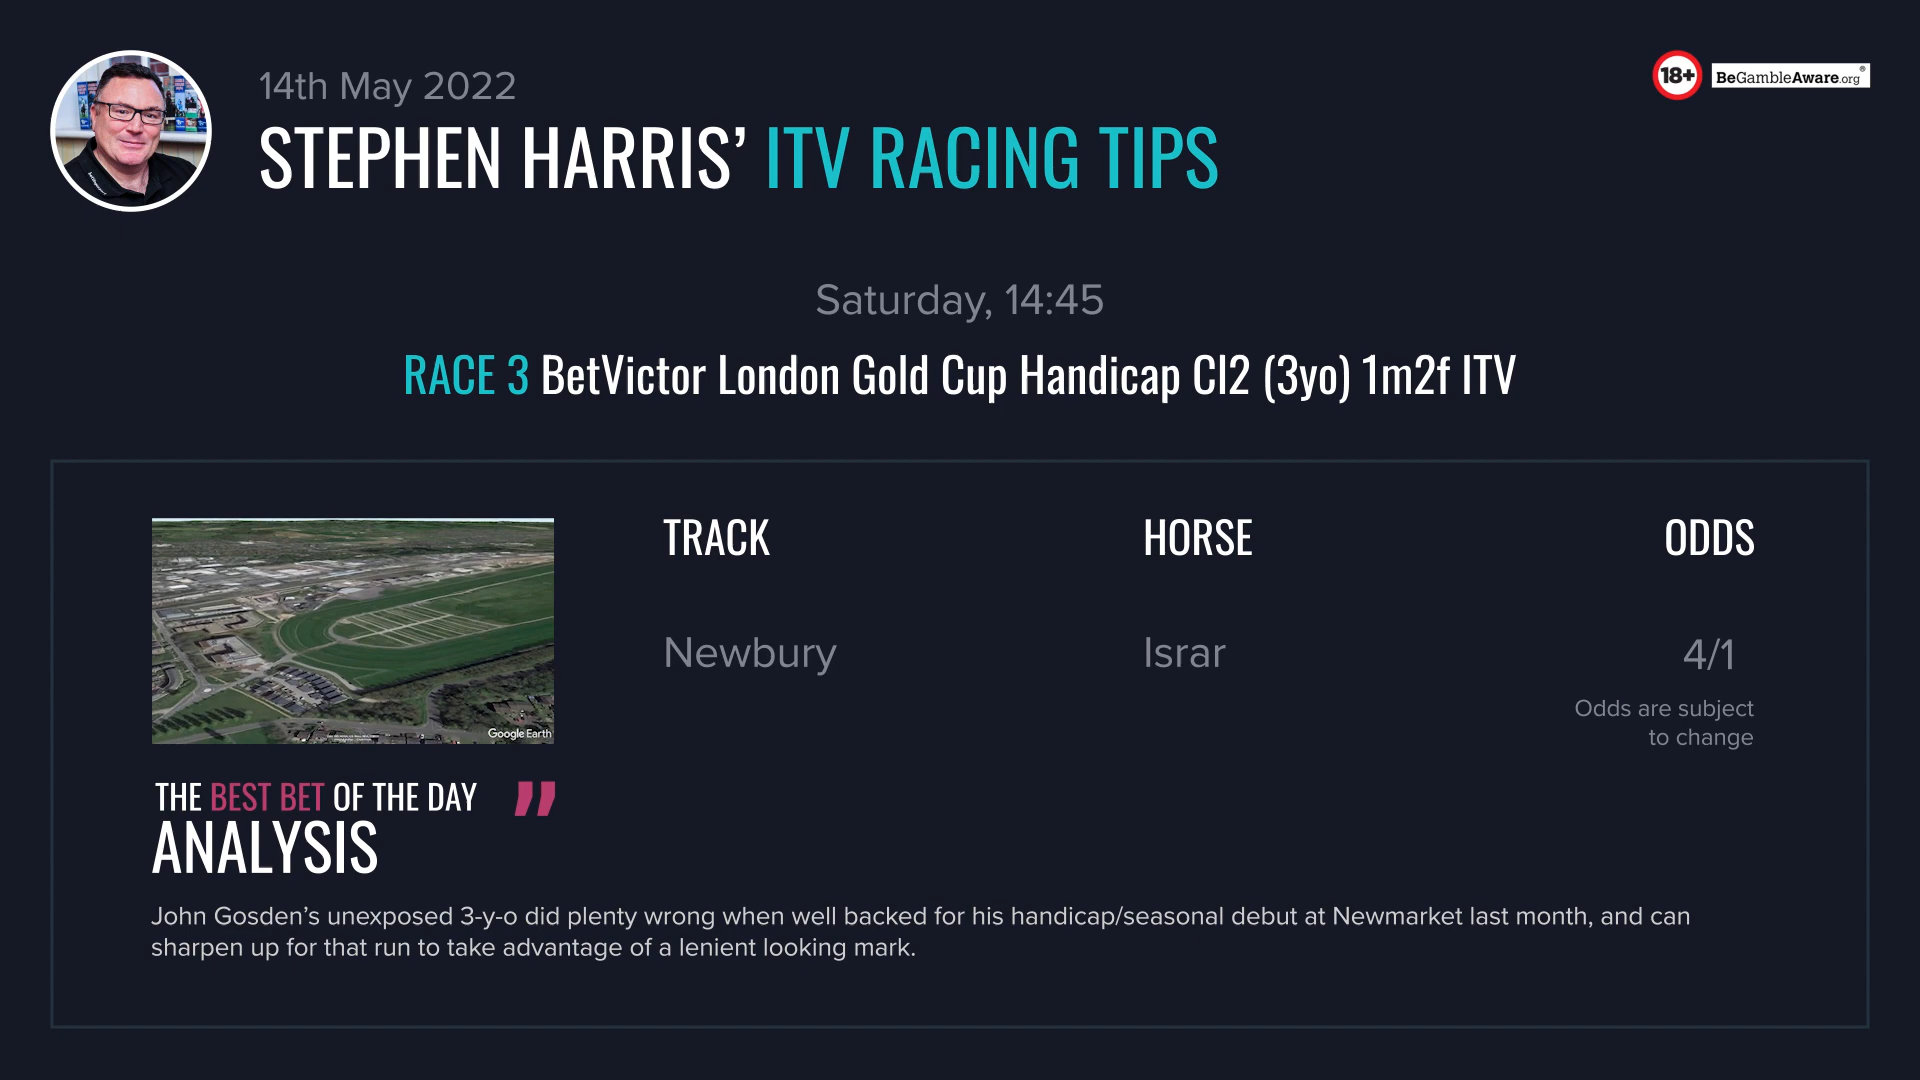 14th May 2022
STEPHEN HARRIS’ ITV RACING TIPS
18+
BeGambleAware.org®
Saturday, 14:45
RACE 3 BetVictor London Gold Cup Handicap Cl2 (3yo) 1m2f ITV
TRACK
HORSE
ODDS
Newbury
Israr
4/1
Odds are subject
to change
Google Earth
THE BEST BET OF THE DAY ”
ANALYSIS
John Gosden’s unexposed 3-y-o did plenty wrong when well backed for his handicap/seasonal debut at Newmarket last month, and can
sharpen up for that run to take advantage of a lenient looking mark.